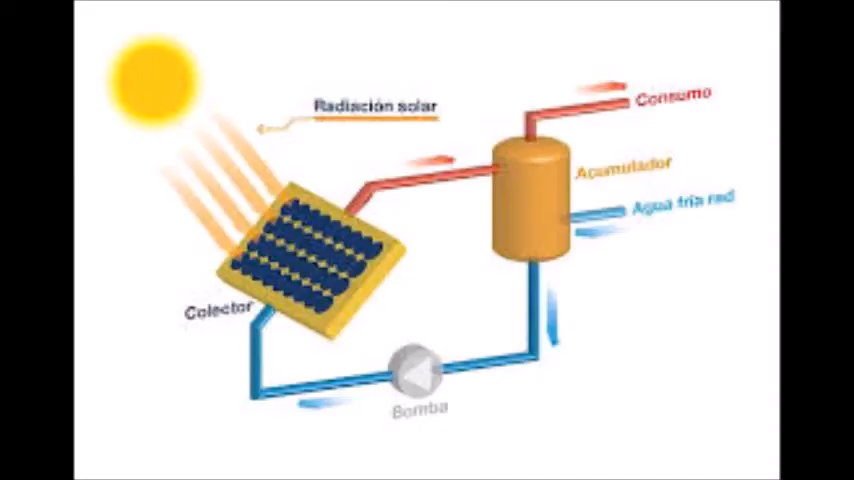 Radiación solar
Consumo
Acumulador
Agua fría red
Colector
Bomba